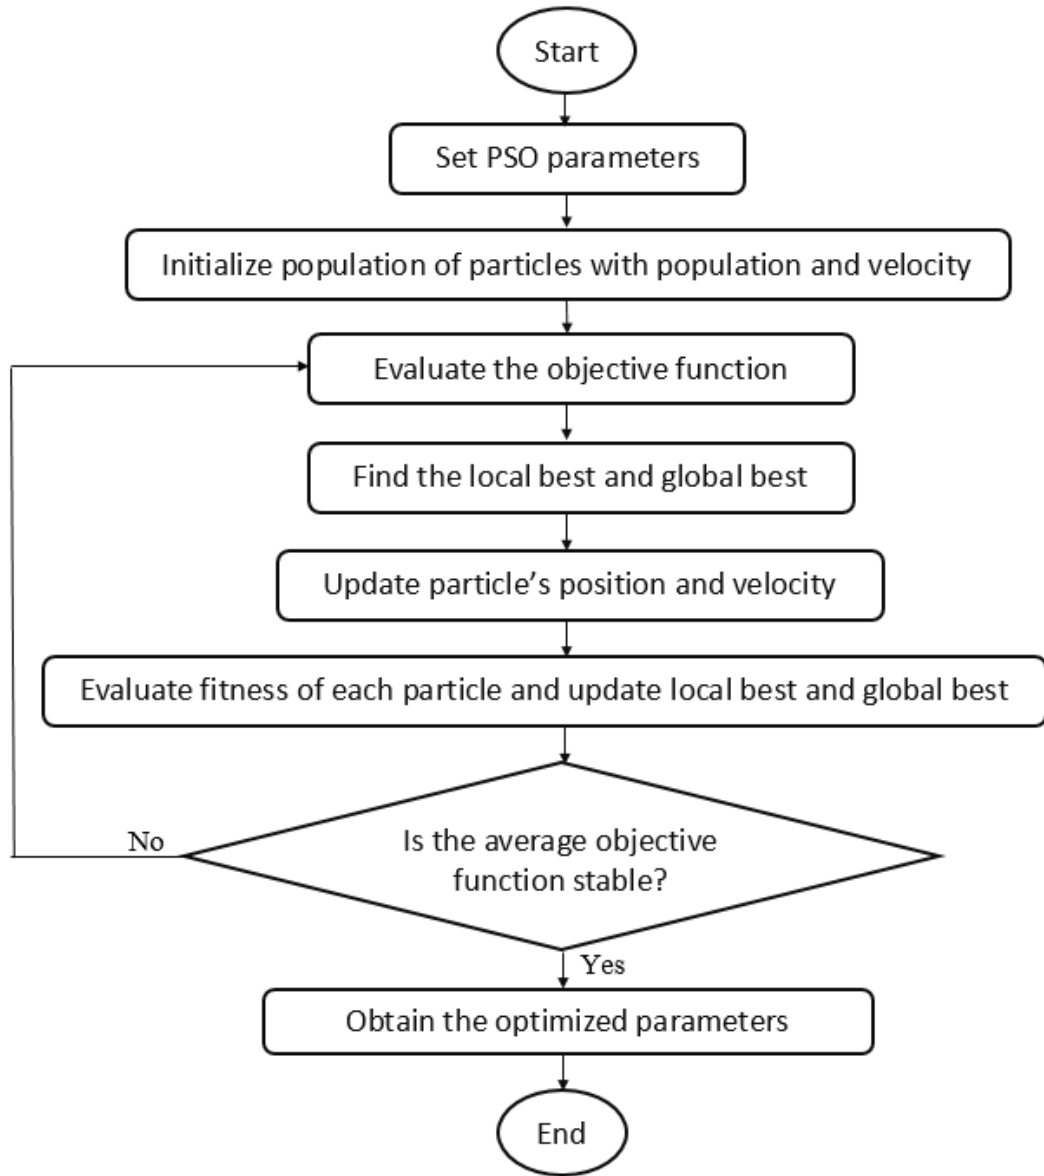 Start
Set PSO parameters
Initialize population of particles with population and velocity
Evaluate the objective function
Find the local best and global best
Update particle’s position and velocity
Evaluate fitness of each particle and update local best and global best
No
Is the average objective
function stable?
Yes
Obtain the optimized parameters
End